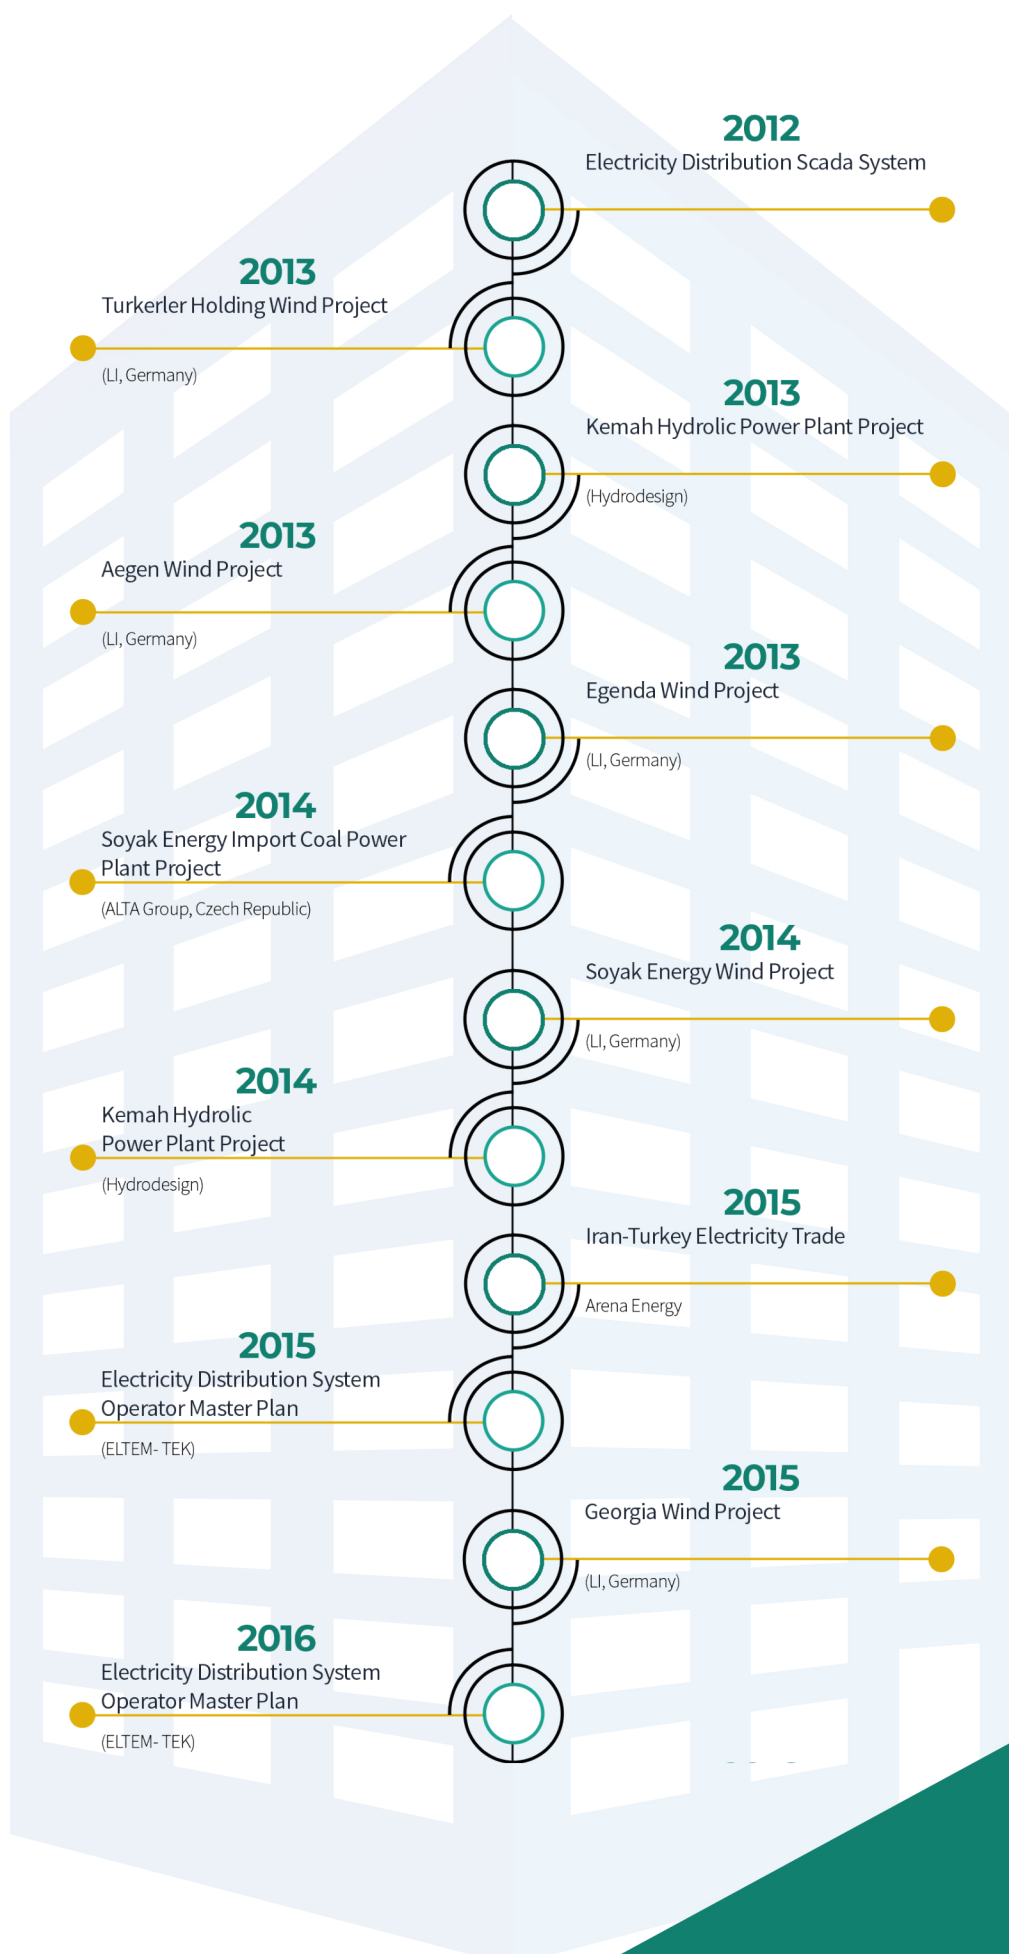 2012
Electricity Distribution Scada System
2013
Turkerler Holding Wind Project
(LI, Germany)
2013
Kemah Hydrolic Power Plant Project
(Hydrodesign)
2013
Aegen Wind Project
(LI, Germany)
2013
Egenda Wind Project
(LI, Germany)
2014
Soyak Energy Import Coal Power
Plant Project
(ALTA Group, Czech Republic)
2014
Soyak Energy Wind Project
(LI, Germany)
2014
Kemah Hydrolic
Power Plant Project
(Hydrodesign)
2015
Iran-Turkey Electricity Trade
Arena Energy
2015
Electricity Distribution System
Operator Master Plan
(ELTEM- TEK)
2015
Georgia Wind Project
(LI, Germany)
2016
Electricity Distribution System
Operator Master Plan
(ELTEM- TEK)